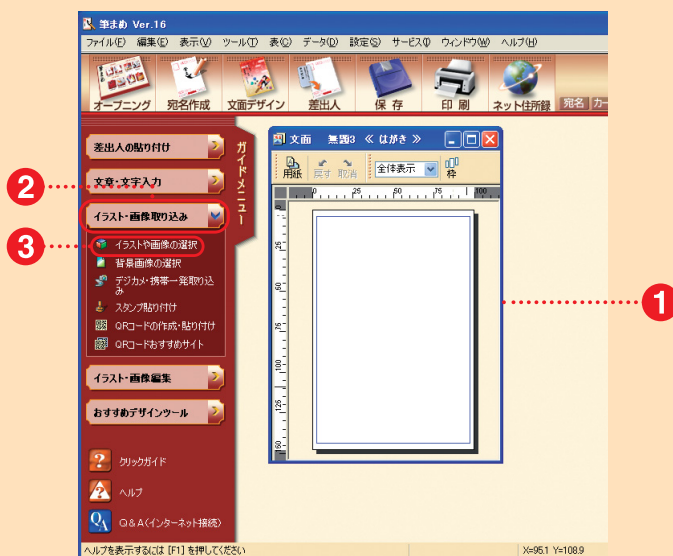 筆まめ Ver.16
ファイル(F) 編集(E) 表示(V) ツール(T) 表(C) データ(D) 設定(S) サービス(I) ウィンドウ(W) ヘルプ(H)
オープニング 宛名作成 文面デザイン 差出人 保存 印刷 ネット住所録 宛名 カー
ガイドメニュー
差出人の貼り付け
文章・文字入力
2
イラスト・画像取り込み
3
イラストや画像の選択
背景画像の選択
デジカメ・携帯一発取り込
み
スタンプ貼り付け
QRコードの作成・貼り付け
QRコードおすすめサイト
イラスト・画像編集
おすすめデザインツール
クリックガイド
ヘルプ
Q&A(インターネット接続)
文面 無題3 ≪ はがき ≫
用紙 戻す 取消 全体表示 枠
0 25 50 75 100
0
25
50
75
100
125
1
ヘルプを表示するには [F1] を押してください
X=95.1 Y=108.9